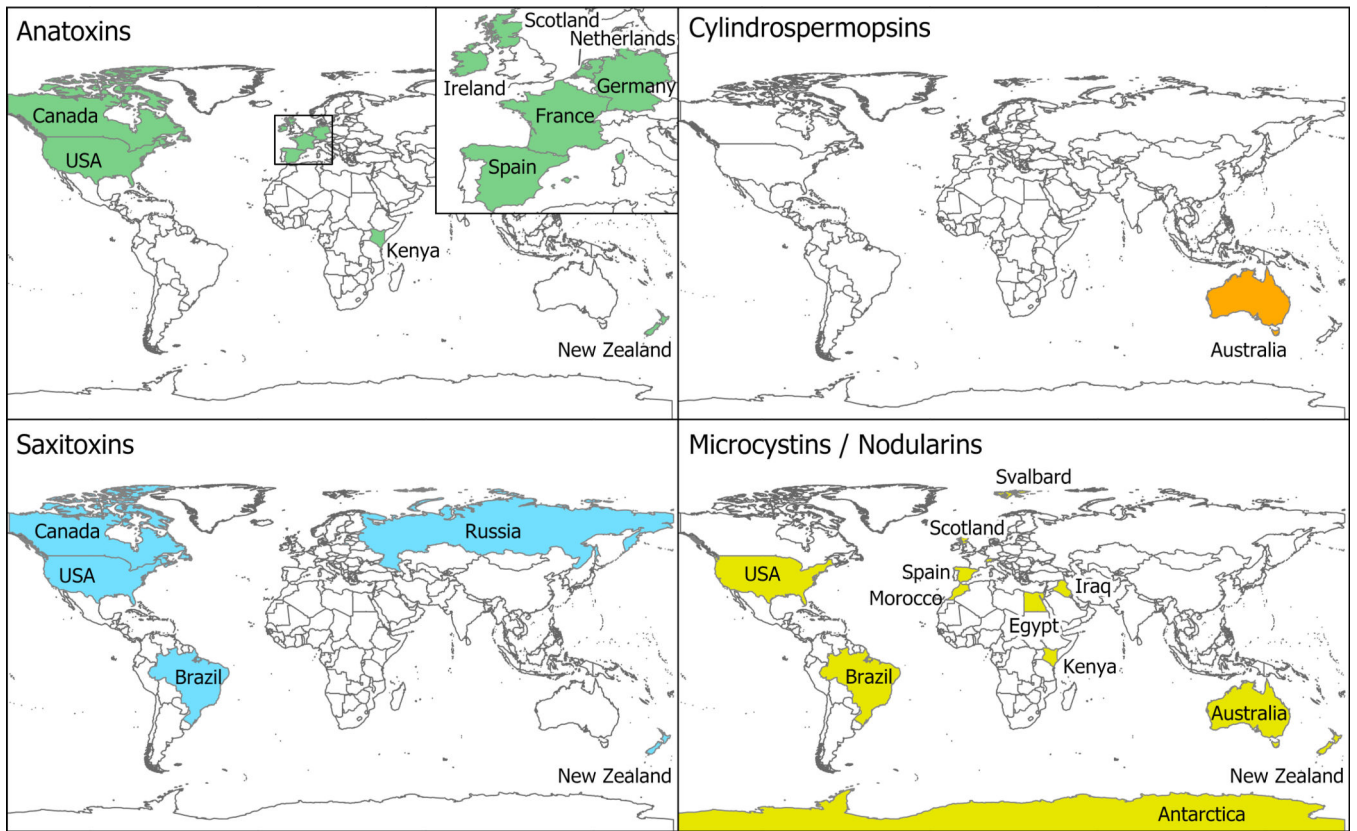 Anatoxins
Scotland
Netherlands
Ireland
Germany
France
Spain
Canada
USA
Kenya
New Zealand
Cylindrospermopsins
Australia
Saxitoxins
Canada
Russia
USA
Brazil
New Zealand
Microcystins / Nodularins
Svalbard
Scotland
USA
Spain
Iraq
Morocco
Egypt
Kenya
Brazil
Australia
New Zealand
Antarctica